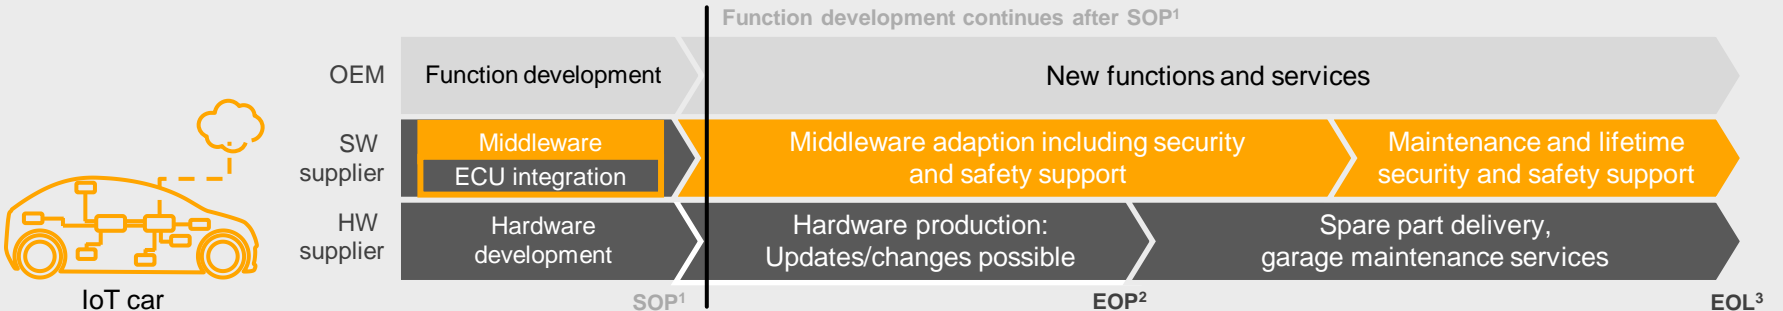 Function development continues after SOP¹
OEM
Function development
New functions and services
SW
supplier
Middleware
ECU integration
Middleware adaption including security
and safety support
Maintenance and lifetime
security and safety support
HW
supplier
Hardware
development
Hardware production:
Updates/changes possible
Spare part delivery,
garage maintenance services
IoT car
SOP¹
EOP²
EOL³